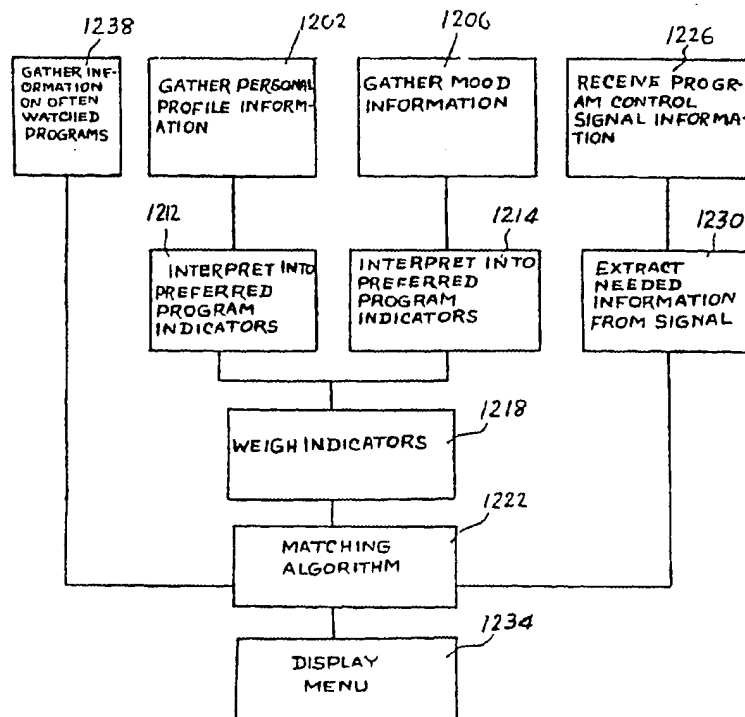 1238
1202
1206
1226
GATHER INF-
ORMATION
ON OFTEN
WATCHED
PROGRAMS
GATHER PERSONAL
PROFILE INFORM-
ATION
GATHER MOOD
INFORMATION
RECEIVE PROGR-
AM CONTROL
SIGNAL INFORMA-
TION
1212
1214
1230
INTERPRET INTO
PREFERRED
PROGRAM
INDICATORS
INTERPRET INTO
PREFERRED
PROGRAM
INDICATORS
EXTRACT
NEEDED
INFORMATION
FROM SIGNAL
1218
WEIGH INDICATORS
1222
MATCHING
ALGORITHM
1234
DISPLAY
MENU